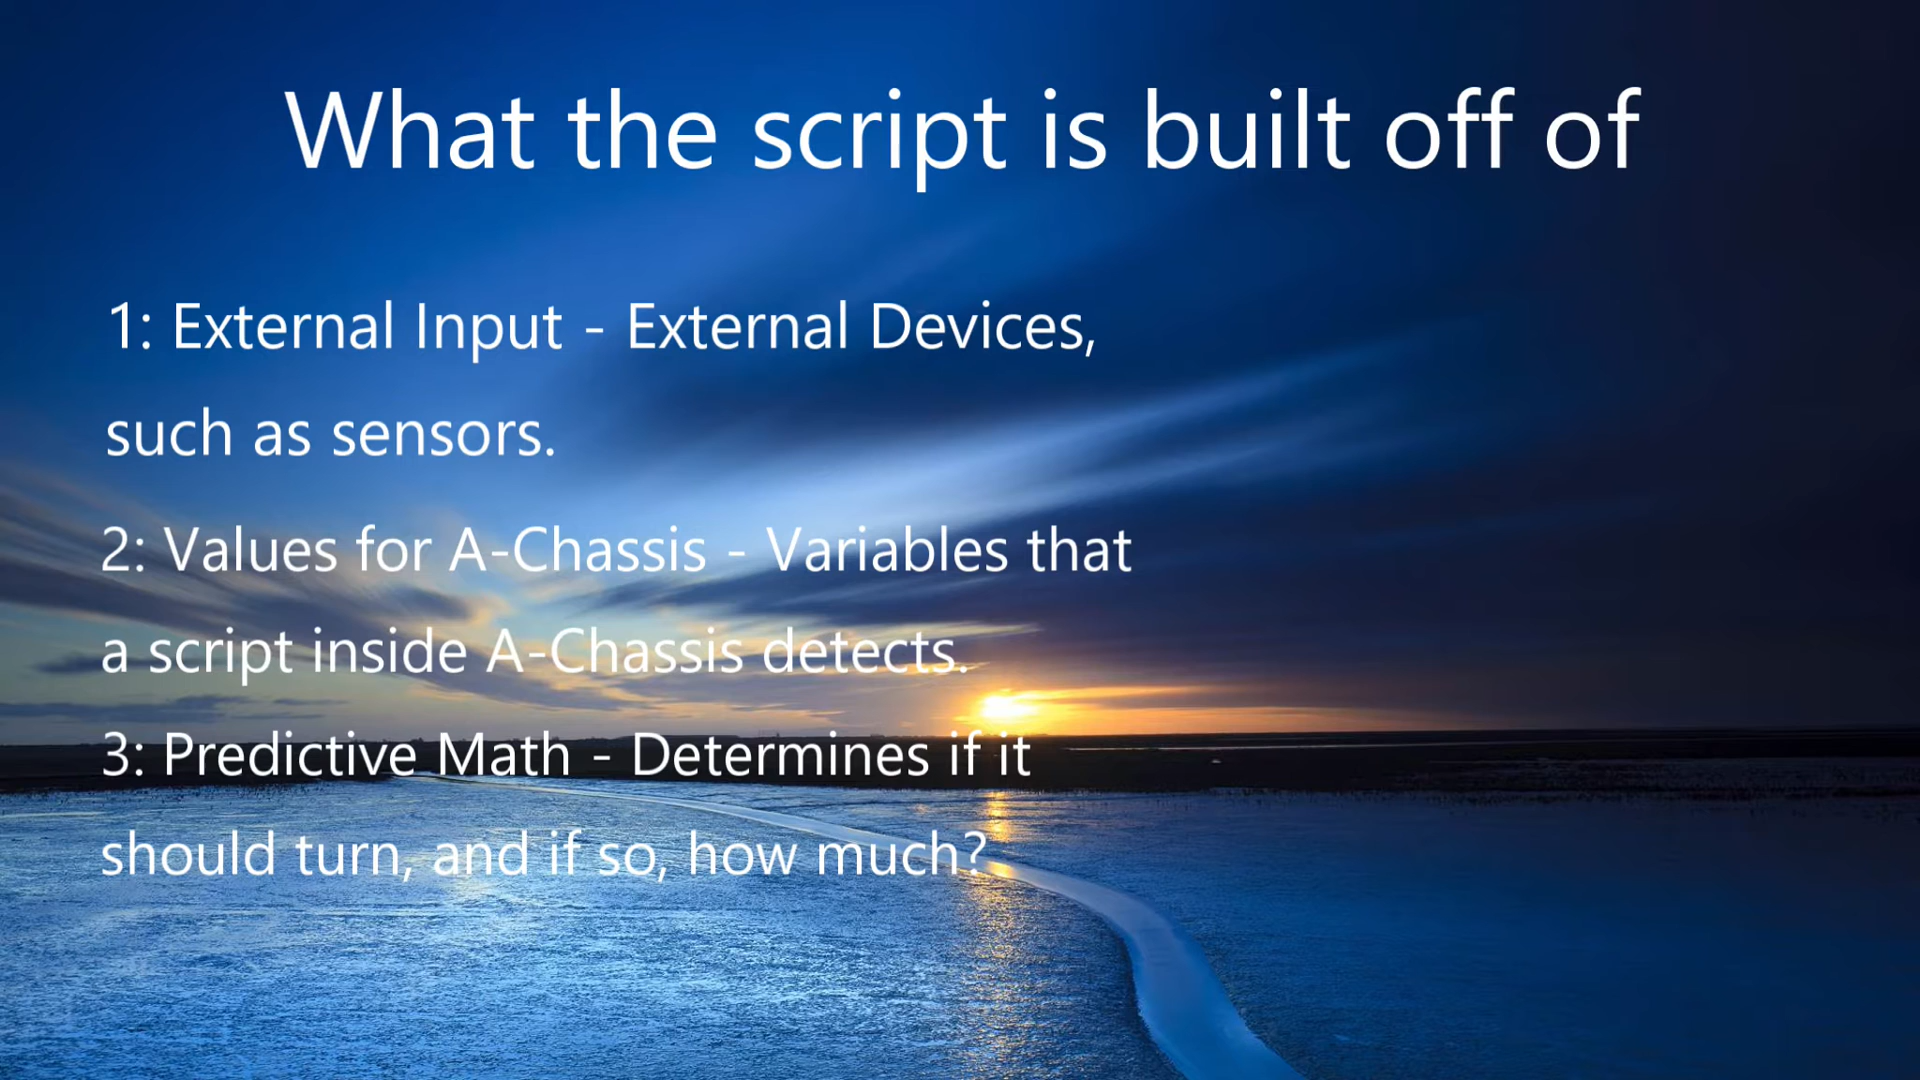 What the script is built off of
1: External Input - External Devices,
such as sensors.
2: Values for A-Chassis - Variables that
a script inside A-Chassis detects.
3: Predictive Math - Determines if it
should turn, and if so, how much?